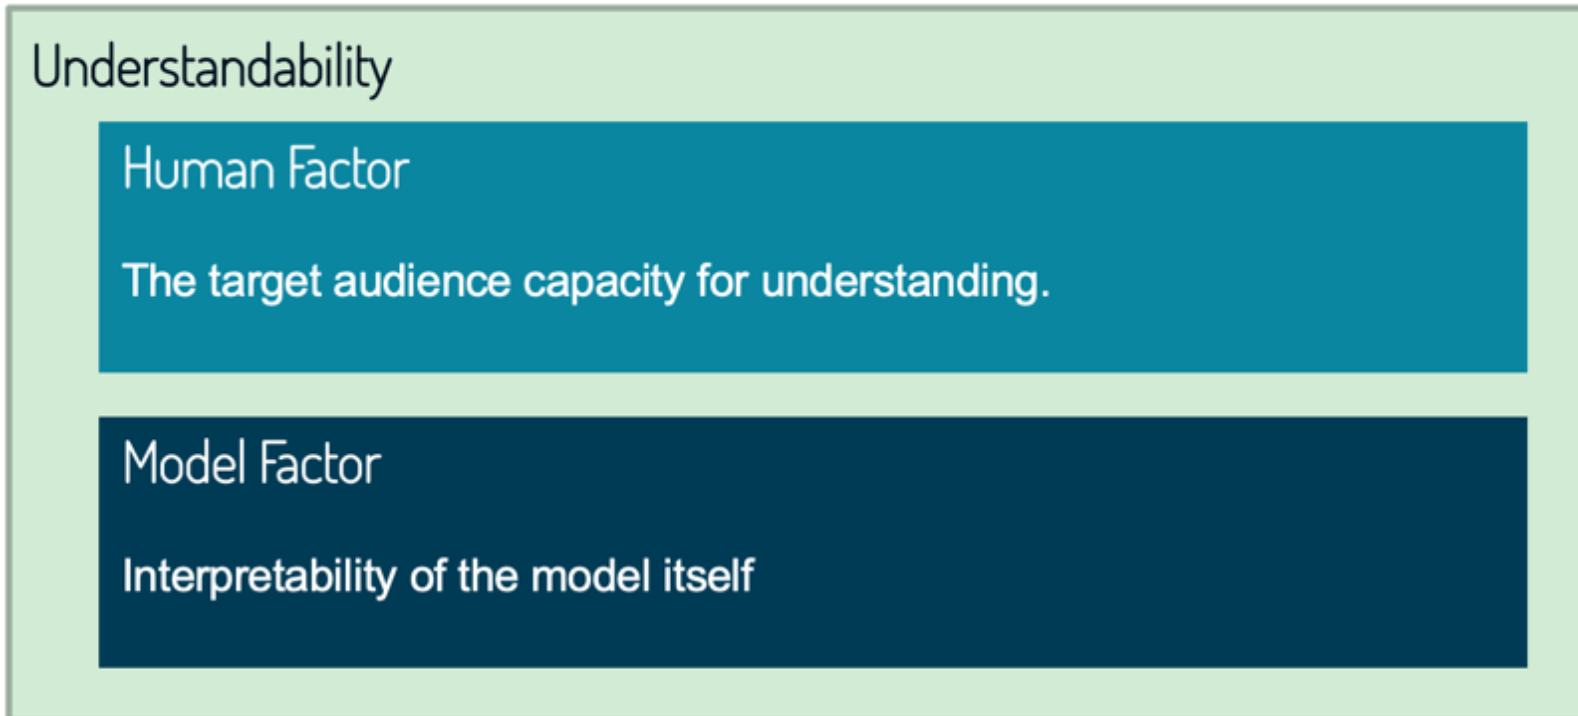 Understandability
Human Factor
The target audience capacity for understanding.
Model Factor
Interpretability of the model itself